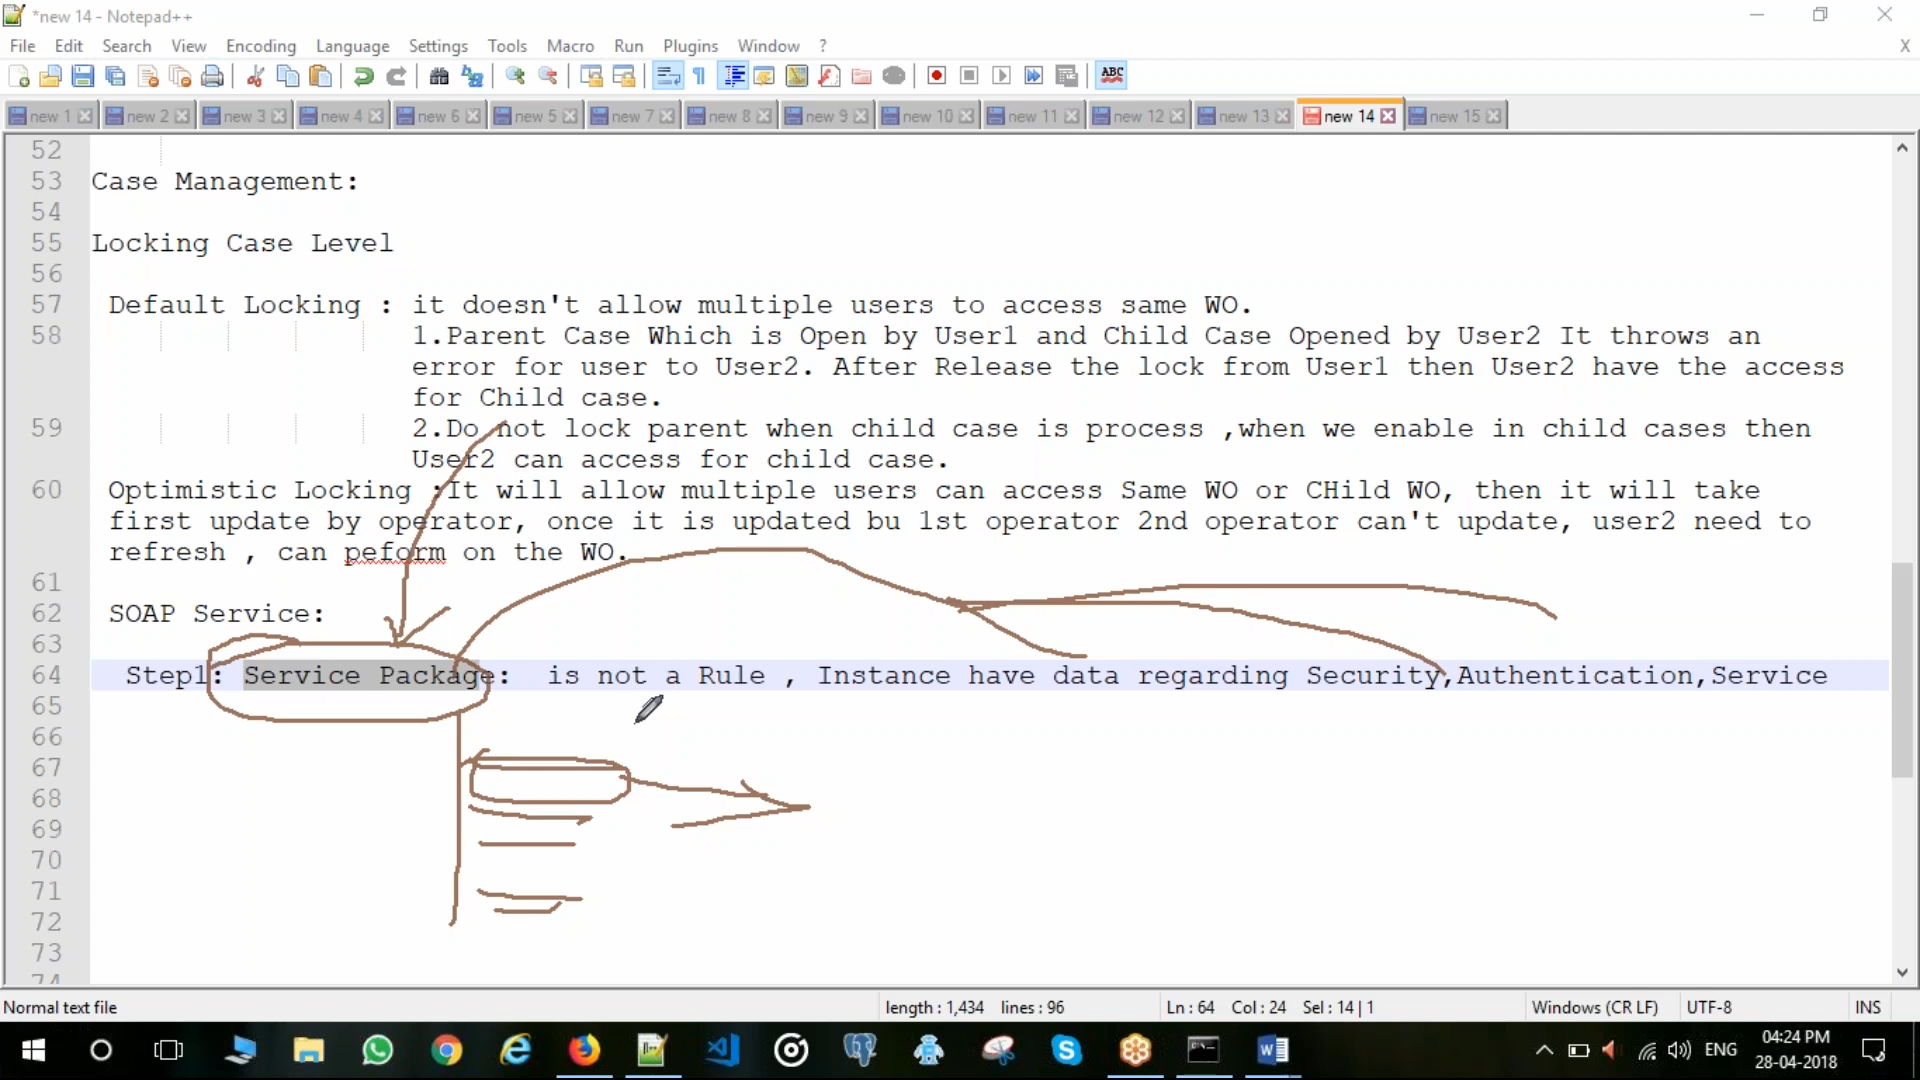 *new 14 - Notepad++
File Edit Search View Encoding Language Settings Tools Macro Run Plugins Window ? X
ABC
new 1 new 2 new 3 new 4 new 6 new 5 new 7 new 8 new 9 new 10 new 11 new 12 new 13 new 14 new 15
52
53 Case Management:
54
55 Locking Case Level
56
57 Default Locking : it doesn't allow multiple users to access same WO.
58 1.Parent Case Which is Open by User1 and Child Case Opened by User2 It throws an
error for user to User2. After Release the lock from User1 then User2 have the access
for Child case.
59 2.Do not lock parent when child case is process ,when we enable in child cases then
User2 can access for child case.
60 Optimistic Locking :It will allow multiple users can access Same WO or CHild WO, then it will take
first update by operator, once it is updated bu 1st operator 2nd operator can't update, user2 need to
refresh , can peform on the WO.
61
62 SOAP Service:
63
64 Step1: Service Package: is not a Rule , Instance have data regarding Security,Authentication,Service
65
66
67
68
69
70
71
72
73
74
Normal text file length : 1,434 lines : 96 Ln : 64 Col : 24 Sel : 14 | 1 Windows (CR LF) UTF-8 INS
ENG 04:24 PM
28-04-2018